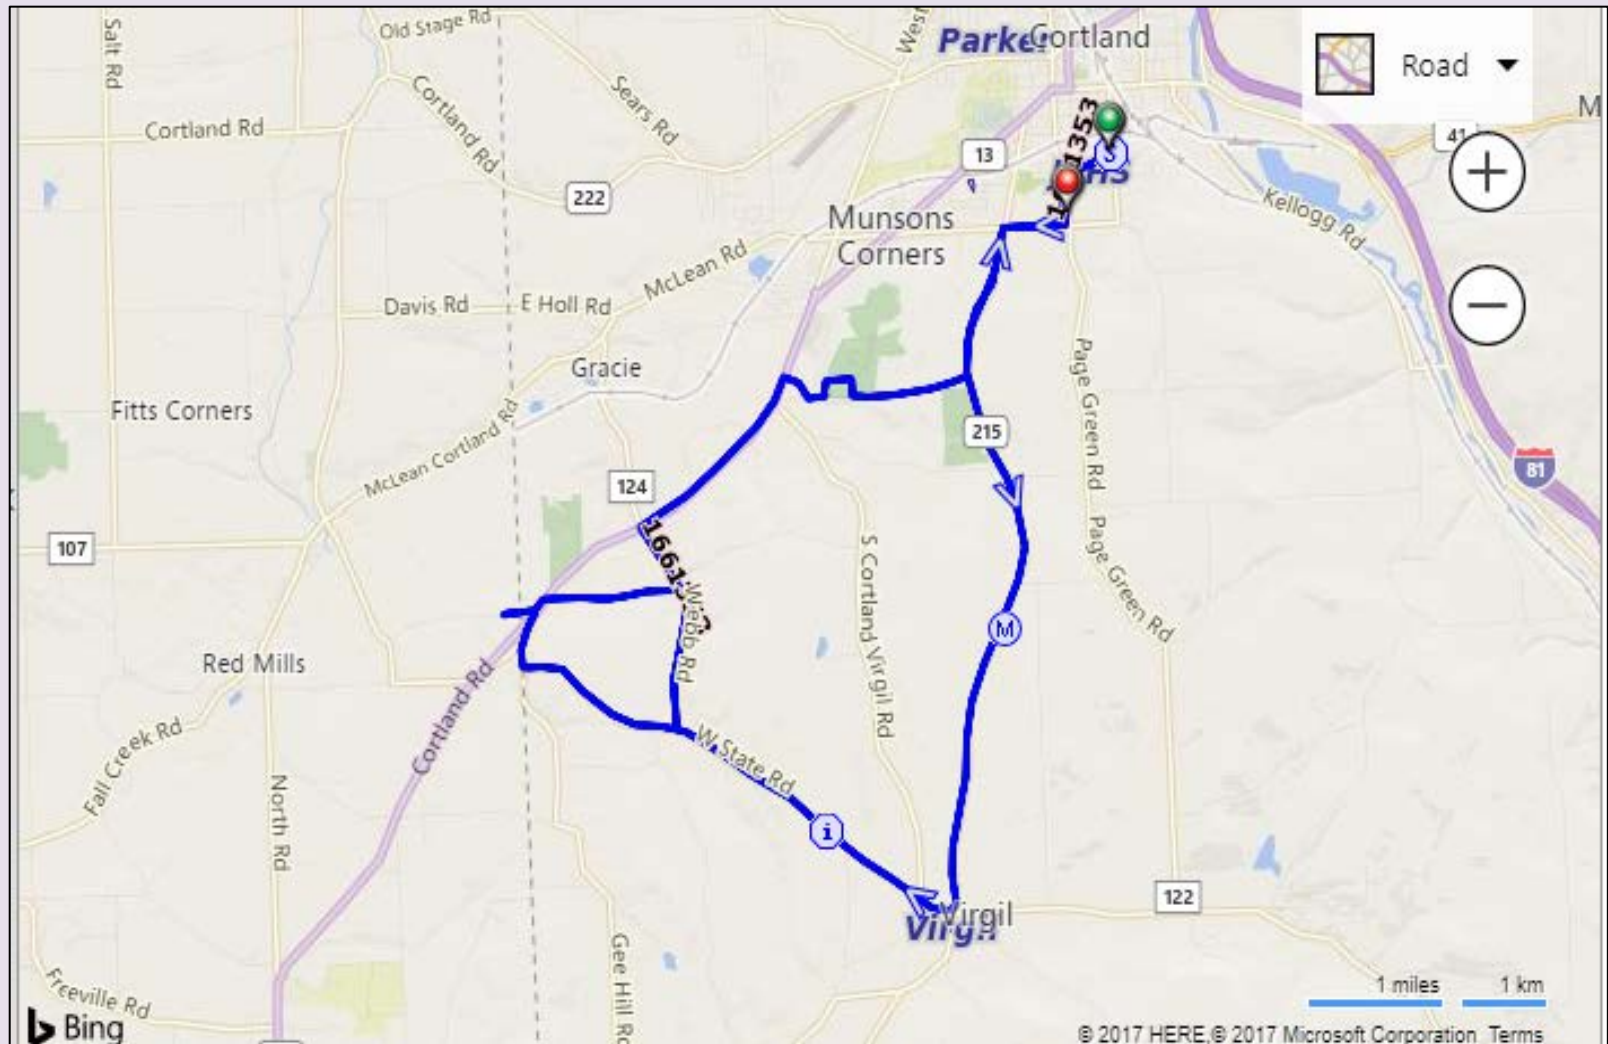 Old Stage Rd
Salt Rd
Parker
Cortland
Road
Cortland Rd
Cortland Rd
Sears Rd
41
13
222
Munsons
Corners
Kellogg Rd
McLean Rd
Davis Rd
E Holl Rd
Gracie
Fitts Corners
McLean Cortland Rd
Page Green Rd
215
124
81
107
S Cortland Virgil Rd
Page Green Rd
Webb Rd
M
Red Mills
Cortland Rd
Fall Creek Rd
North Rd
W State Rd
i
122
Virgil
Virgil
Gee Hill Rd
Freeville Rd
1 miles
1 km
Bing
© 2017 HERE,© 2017 Microsoft Corporation Terms